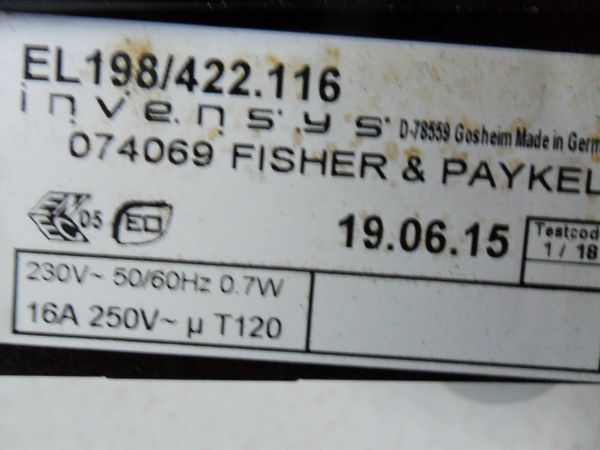 EL198/422.116
invensys D-78559 Gosheim Made in Germ
074069 FISHER & PAYKEL
ENEC 05
19.06.15
Testcod
1 / 18
230V~ 50/60Hz 0.7W
16A 250V~ µ T120